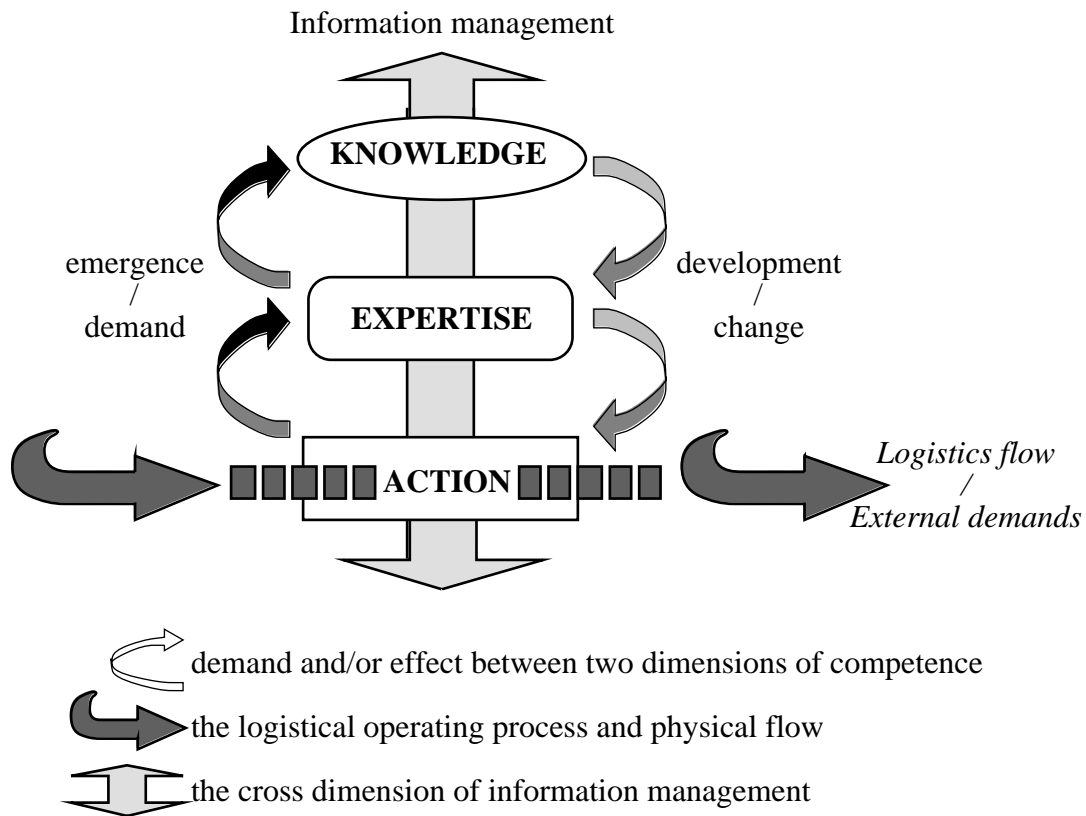 Information management
KNOWLEDGE
emergence
/
demand
development
/
change
EXPERTISE
ACTION
Logistics flow
/
External demands
demand and/or effect between two dimensions of competence
the logistical operating process and physical flow
the cross dimension of information management